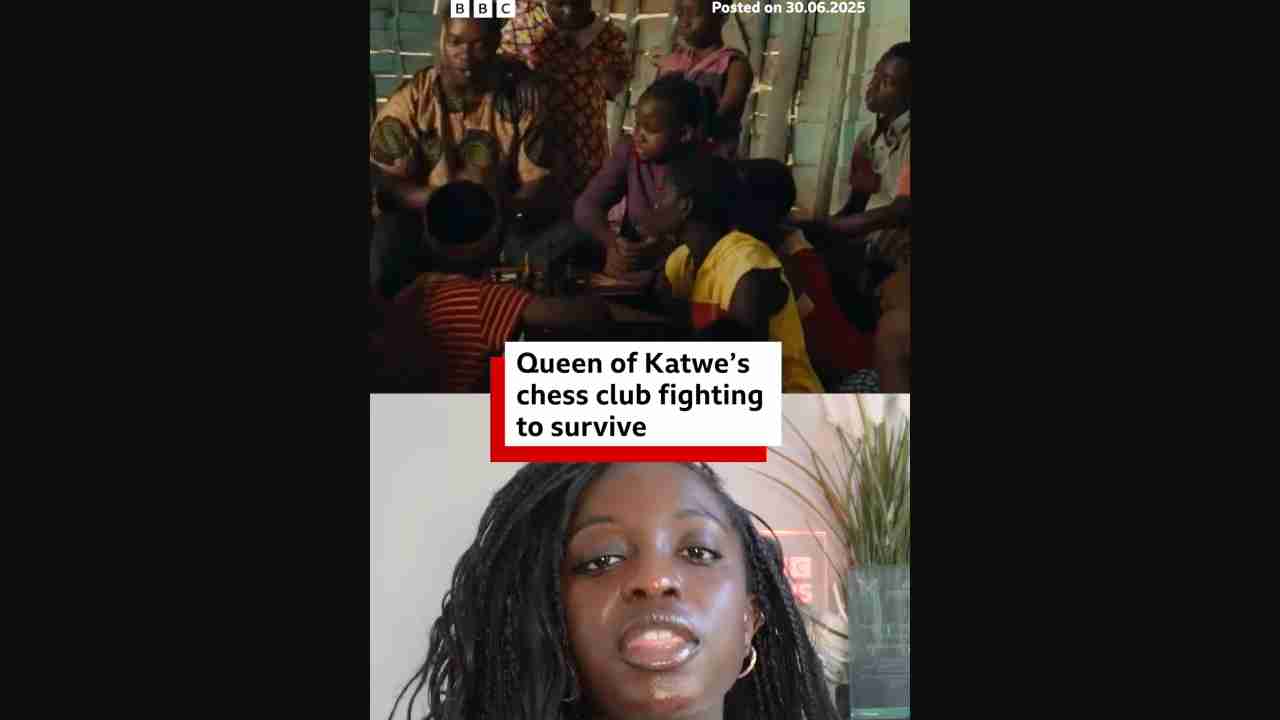 BBC
Posted on 30.06.2025
Queen of Katwe’s
chess club fighting
to survive